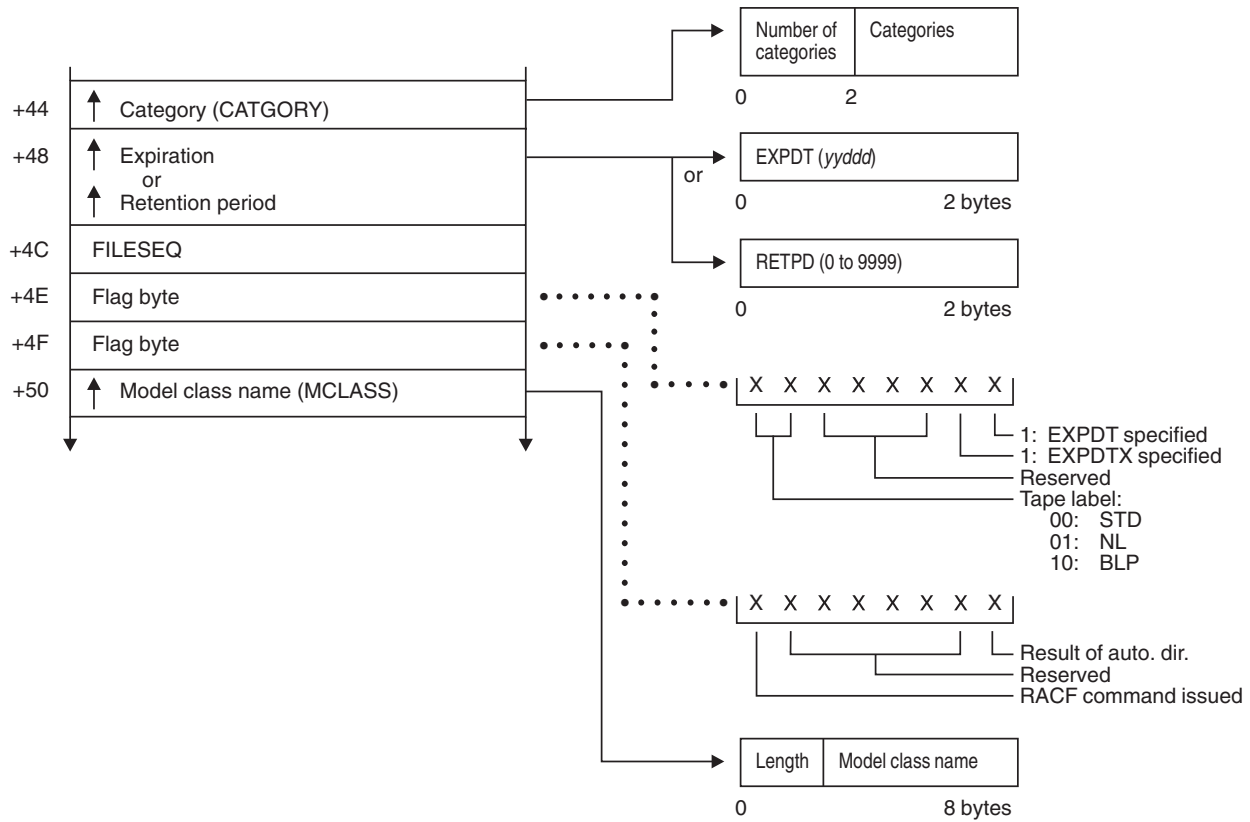 +44
Category (CATGORY)
Number of
categories
Categories
0
2
+48
Expiration
or
Retention period
or
EXPDT (yyddd)
0
2 bytes
RETPD (0 to 9999)
0
2 bytes
+4C
FILESEQ
+4E
Flag byte
+4F
Flag byte
+50
Model class name (MCLASS)
X X X X X X X X
1: EXPDT specified
1: EXPDTX specified
Reserved
Tape label:
00: STD
01: NL
10: BLP
X X X X X X X X
Result of auto. dir.
Reserved
RACF command issued
Length
Model class name
0
8 bytes